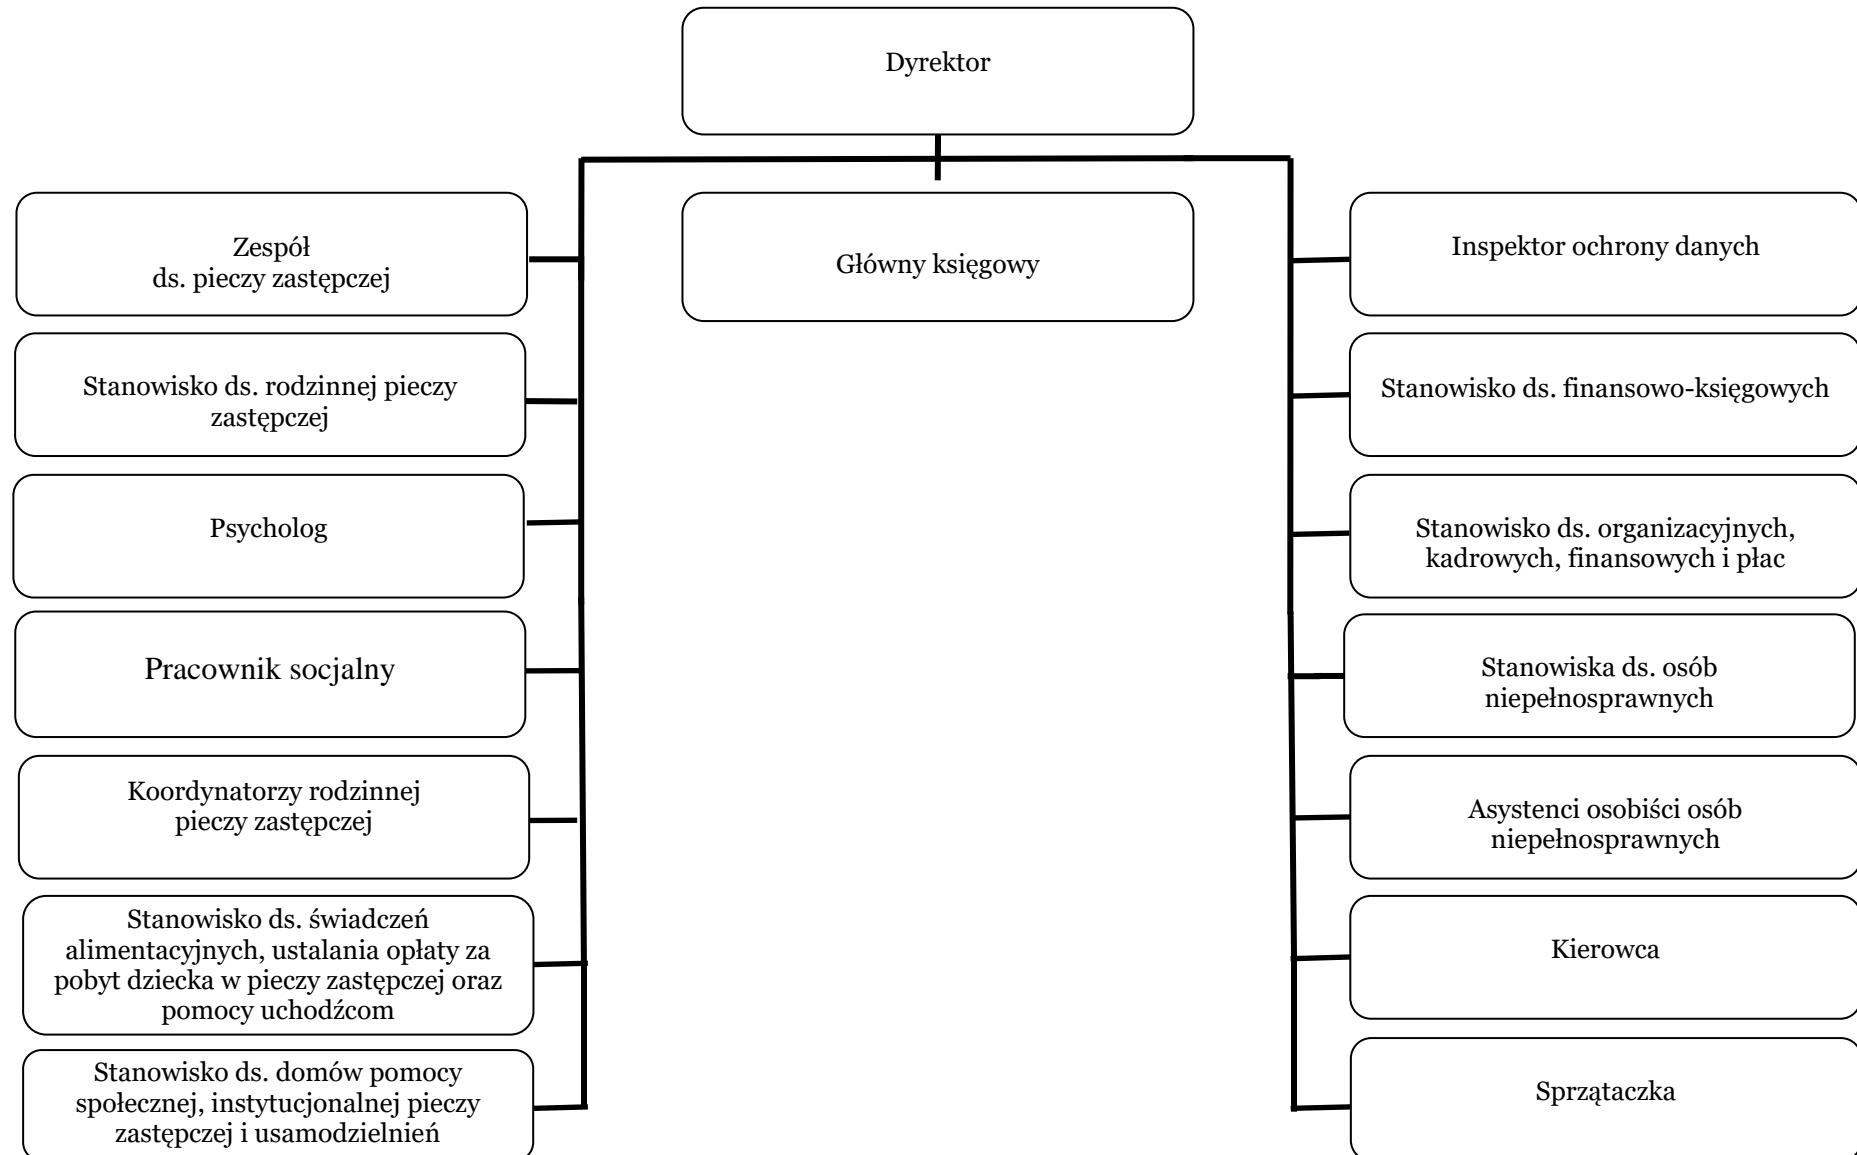 Dyrektor
Zespół
ds. pieczy zastępczej
Główny księgowy
Inspektor ochrony danych
Stanowisko ds. rodzinnej pieczy
zastępczej
Stanowisko ds. finansowo-księgowych
Psycholog
Stanowisko ds. organizacyjnych,
kadrowych, finansowych i płac
Pracownik socjalny
Stanowiska ds. osób
niepełnosprawnych
Koordynatorzy rodzinnej
pieczy zastępczej
Asystenci osobiści osób
niepełnosprawnych
Stanowisko ds. świadczeń
alimentacyjnych, ustalania opłaty za
pobyt dziecka w pieczy zastępczej oraz
pomocy uchodźcom
Kierowca
Stanowisko ds. domów pomocy
społecznej, instytucjonalnej pieczy
zastępczej i usamodzielnień
Sprzątaczka